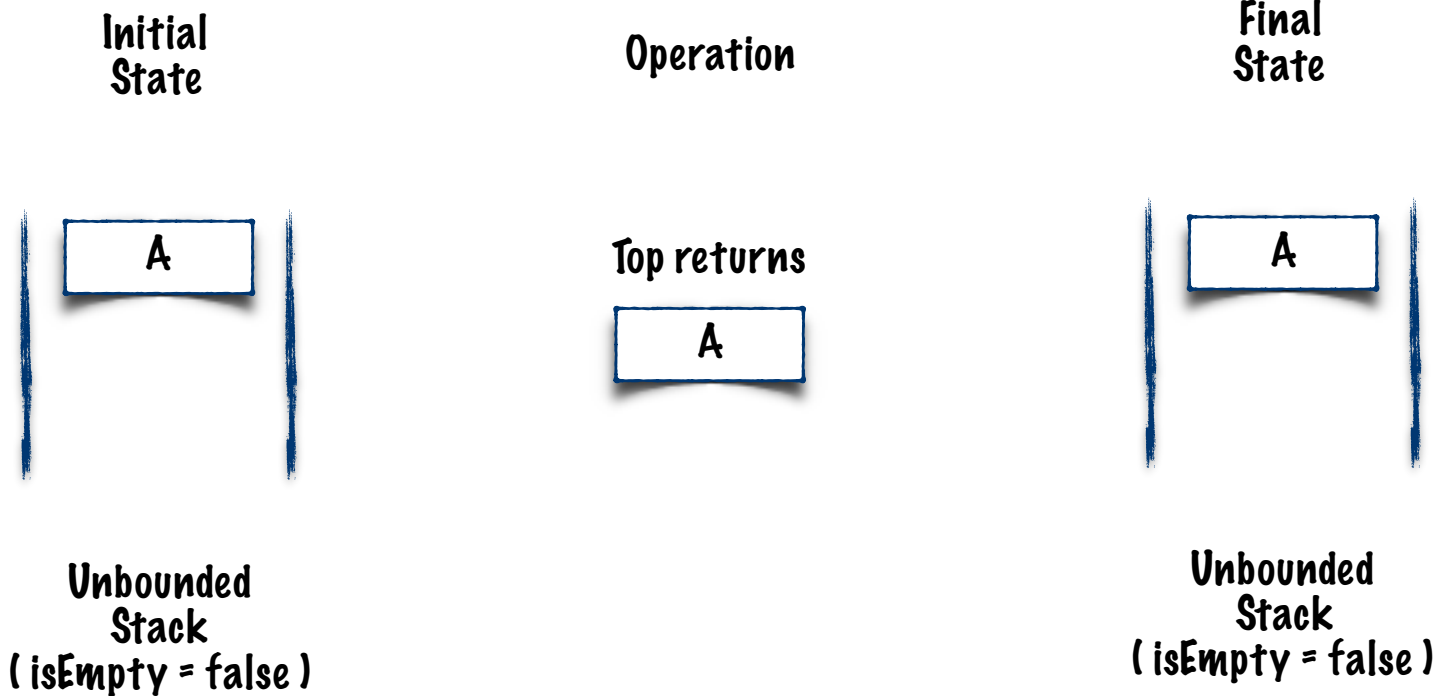 Initial
State
Operation
Final
State
A
Top returns
A
A
Unbounded
Stack
( isEmpty = false )
Unbounded
Stack
( isEmpty = false )